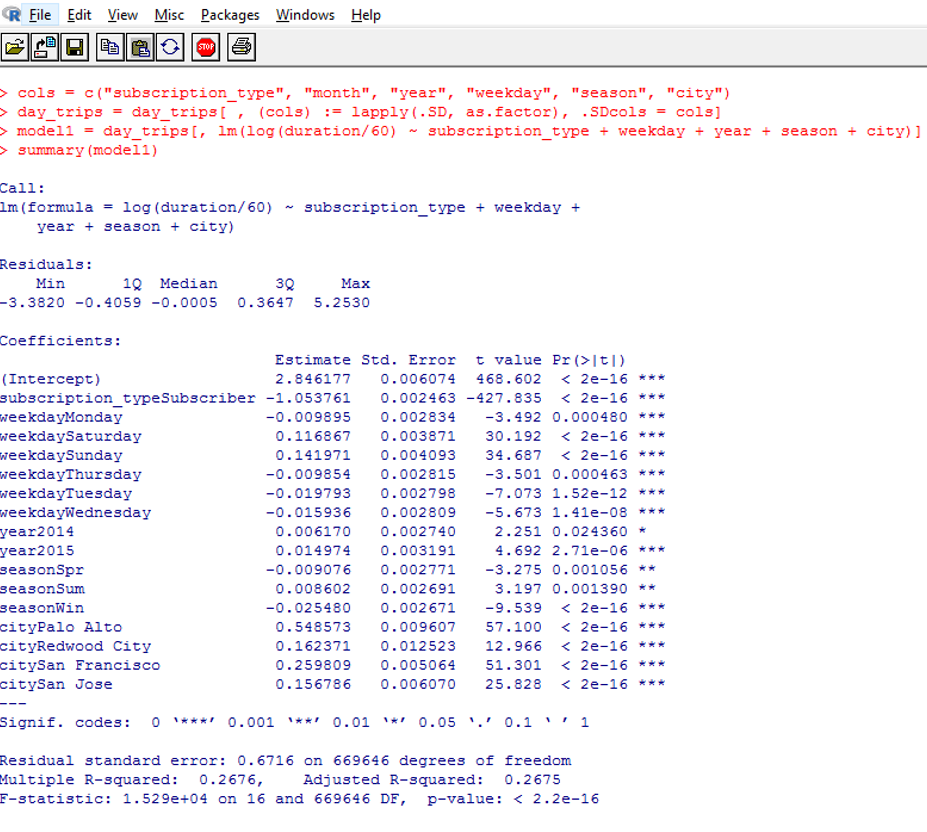 R File Edit View Misc Packages Windows Help
STOP
> cols = c("subscription_type", "month", "year", "weekday", "season", "city")
> day_trips = day_trips[ , (cols) := lapply(.SD, as.factor), .SDcols = cols]
> model1 = day_trips[, lm(log(duration/60) ~ subscription_type + weekday + year + season + city)]
> summary(model1)
Call:
lm(formula = log(duration/60) ~ subscription_type + weekday +
    year + season + city)
Residuals:
    Min      1Q  Median      3Q     Max
-3.3820 -0.4059 -0.0005  0.3647  5.2530
Coefficients:
                              Estimate Std. Error  t value Pr(>|t|)
(Intercept)                   2.846177   0.006074  468.602  < 2e-16 ***
subscription_typeSubscriber -1.053761   0.002463 -427.835  < 2e-16 ***
weekdayMonday                -0.009895   0.002834   -3.492 0.000480 ***
weekdaySaturday               0.116867   0.003871   30.192  < 2e-16 ***
weekdaySunday                 0.141971   0.004093   34.687  < 2e-16 ***
weekdayThursday              -0.009854   0.002815   -3.501 0.000463 ***
weekdayTuesday               -0.019793   0.002798   -7.073 1.52e-12 ***
weekdayWednesday             -0.015936   0.002809   -5.673 1.41e-08 ***
year2014                      0.006170   0.002740    2.251 0.024360 *
year2015                      0.014974   0.003191    4.692 2.71e-06 ***
seasonSpr                    -0.009076   0.002771   -3.275 0.001056 **
seasonSum                     0.008602   0.002691    3.197 0.001390 **
seasonWin                    -0.025480   0.002671   -9.539  < 2e-16 ***
cityPalo Alto                 0.548573   0.009607   57.100  < 2e-16 ***
cityRedwood City              0.162371   0.012523   12.966  < 2e-16 ***
citySan Francisco             0.259809   0.005064   51.301  < 2e-16 ***
citySan Jose                  0.156786   0.006070   25.828  < 2e-16 ***
---
Signif. codes:  0 ‘***’ 0.001 ‘**’ 0.01 ‘*’ 0.05 ‘.’ 0.1 ‘ ’ 1
Residual standard error: 0.6716 on 669646 degrees of freedom
Multiple R-squared:  0.2676,    Adjusted R-squared:  0.2675
F-statistic: 1.529e+04 on 16 and 669646 DF,  p-value: < 2.2e-16